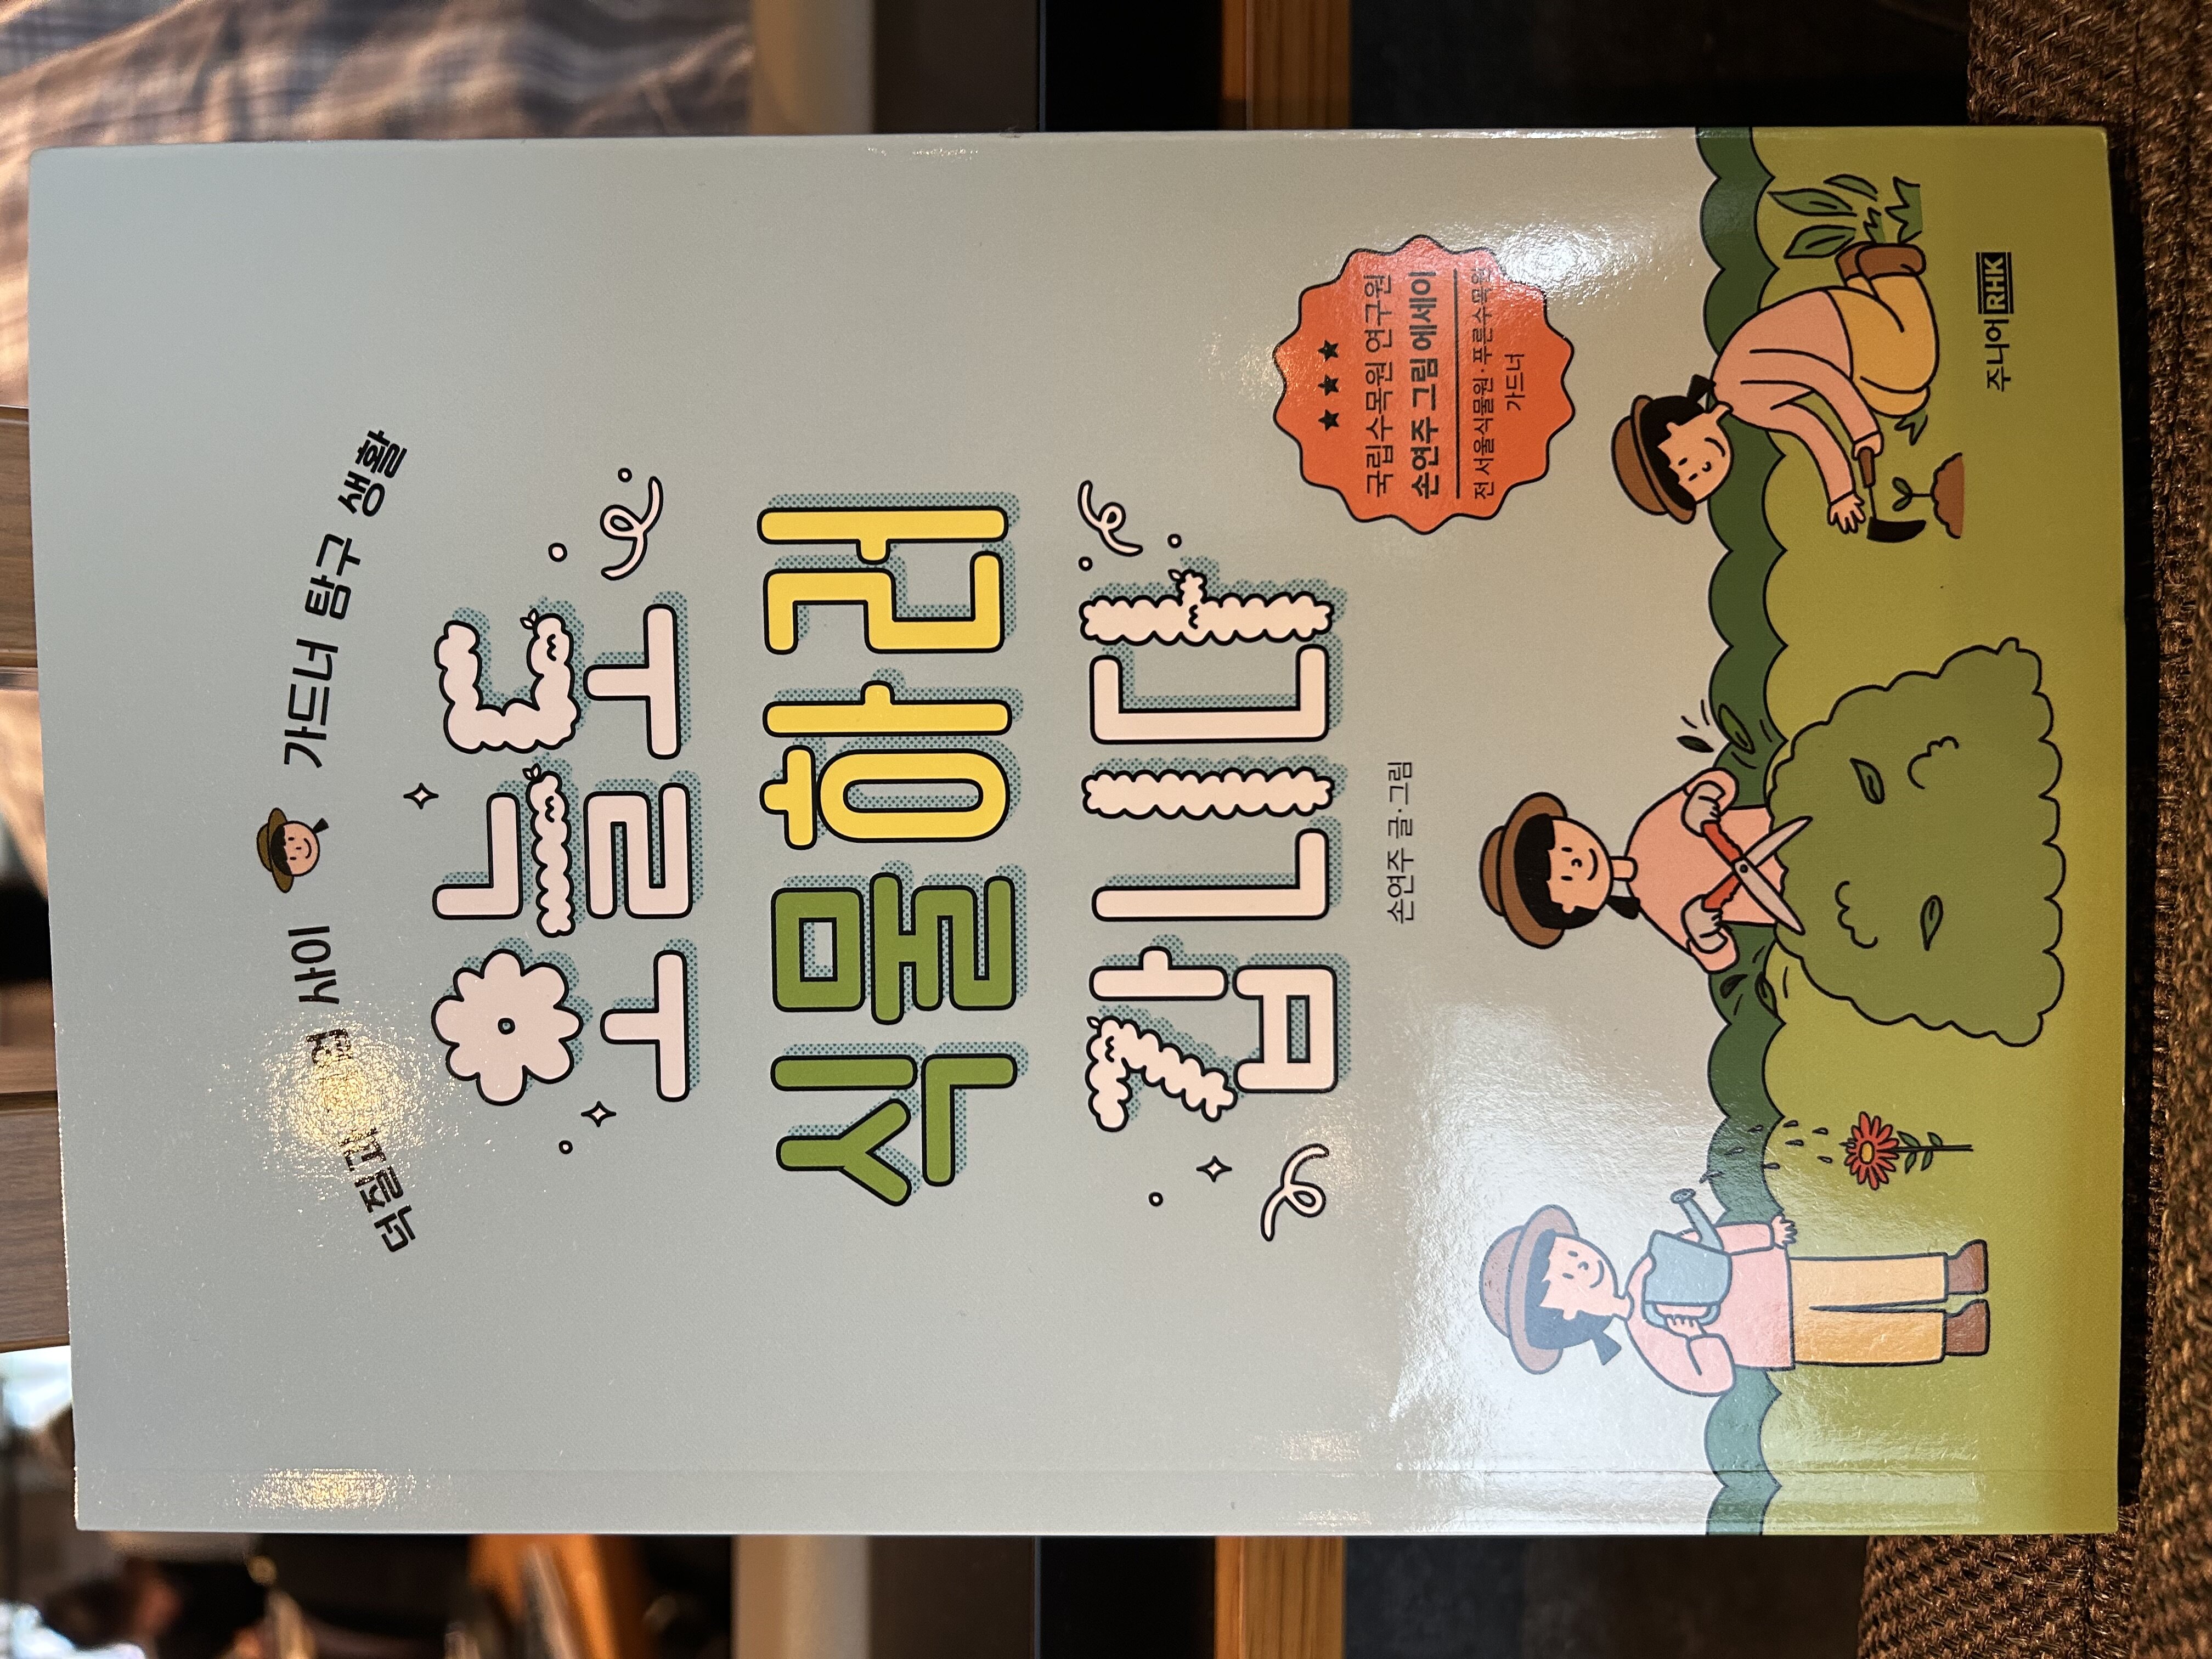 덕질과 덕업 사이 가드너 탐구 생활
오늘도
식물하러
갑니다
손연주 글·그림
국립수목원 연구원
손연주 그림 에세이
전 서울식물원·푸른수목원
가드너
주니어RHK